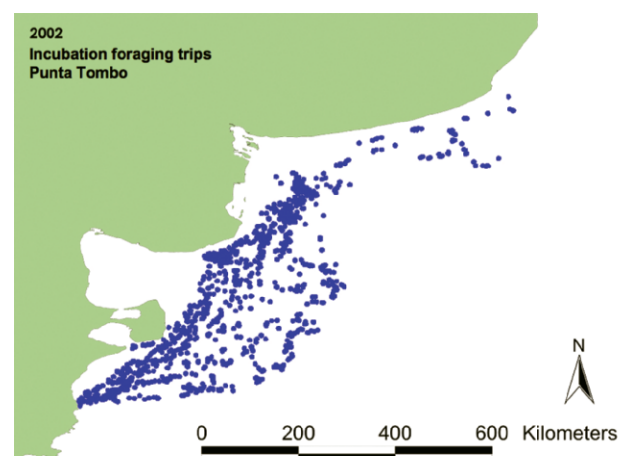 2002
Incubation foraging trips
Punta Tombo
N
0 200 400 600 Kilometers